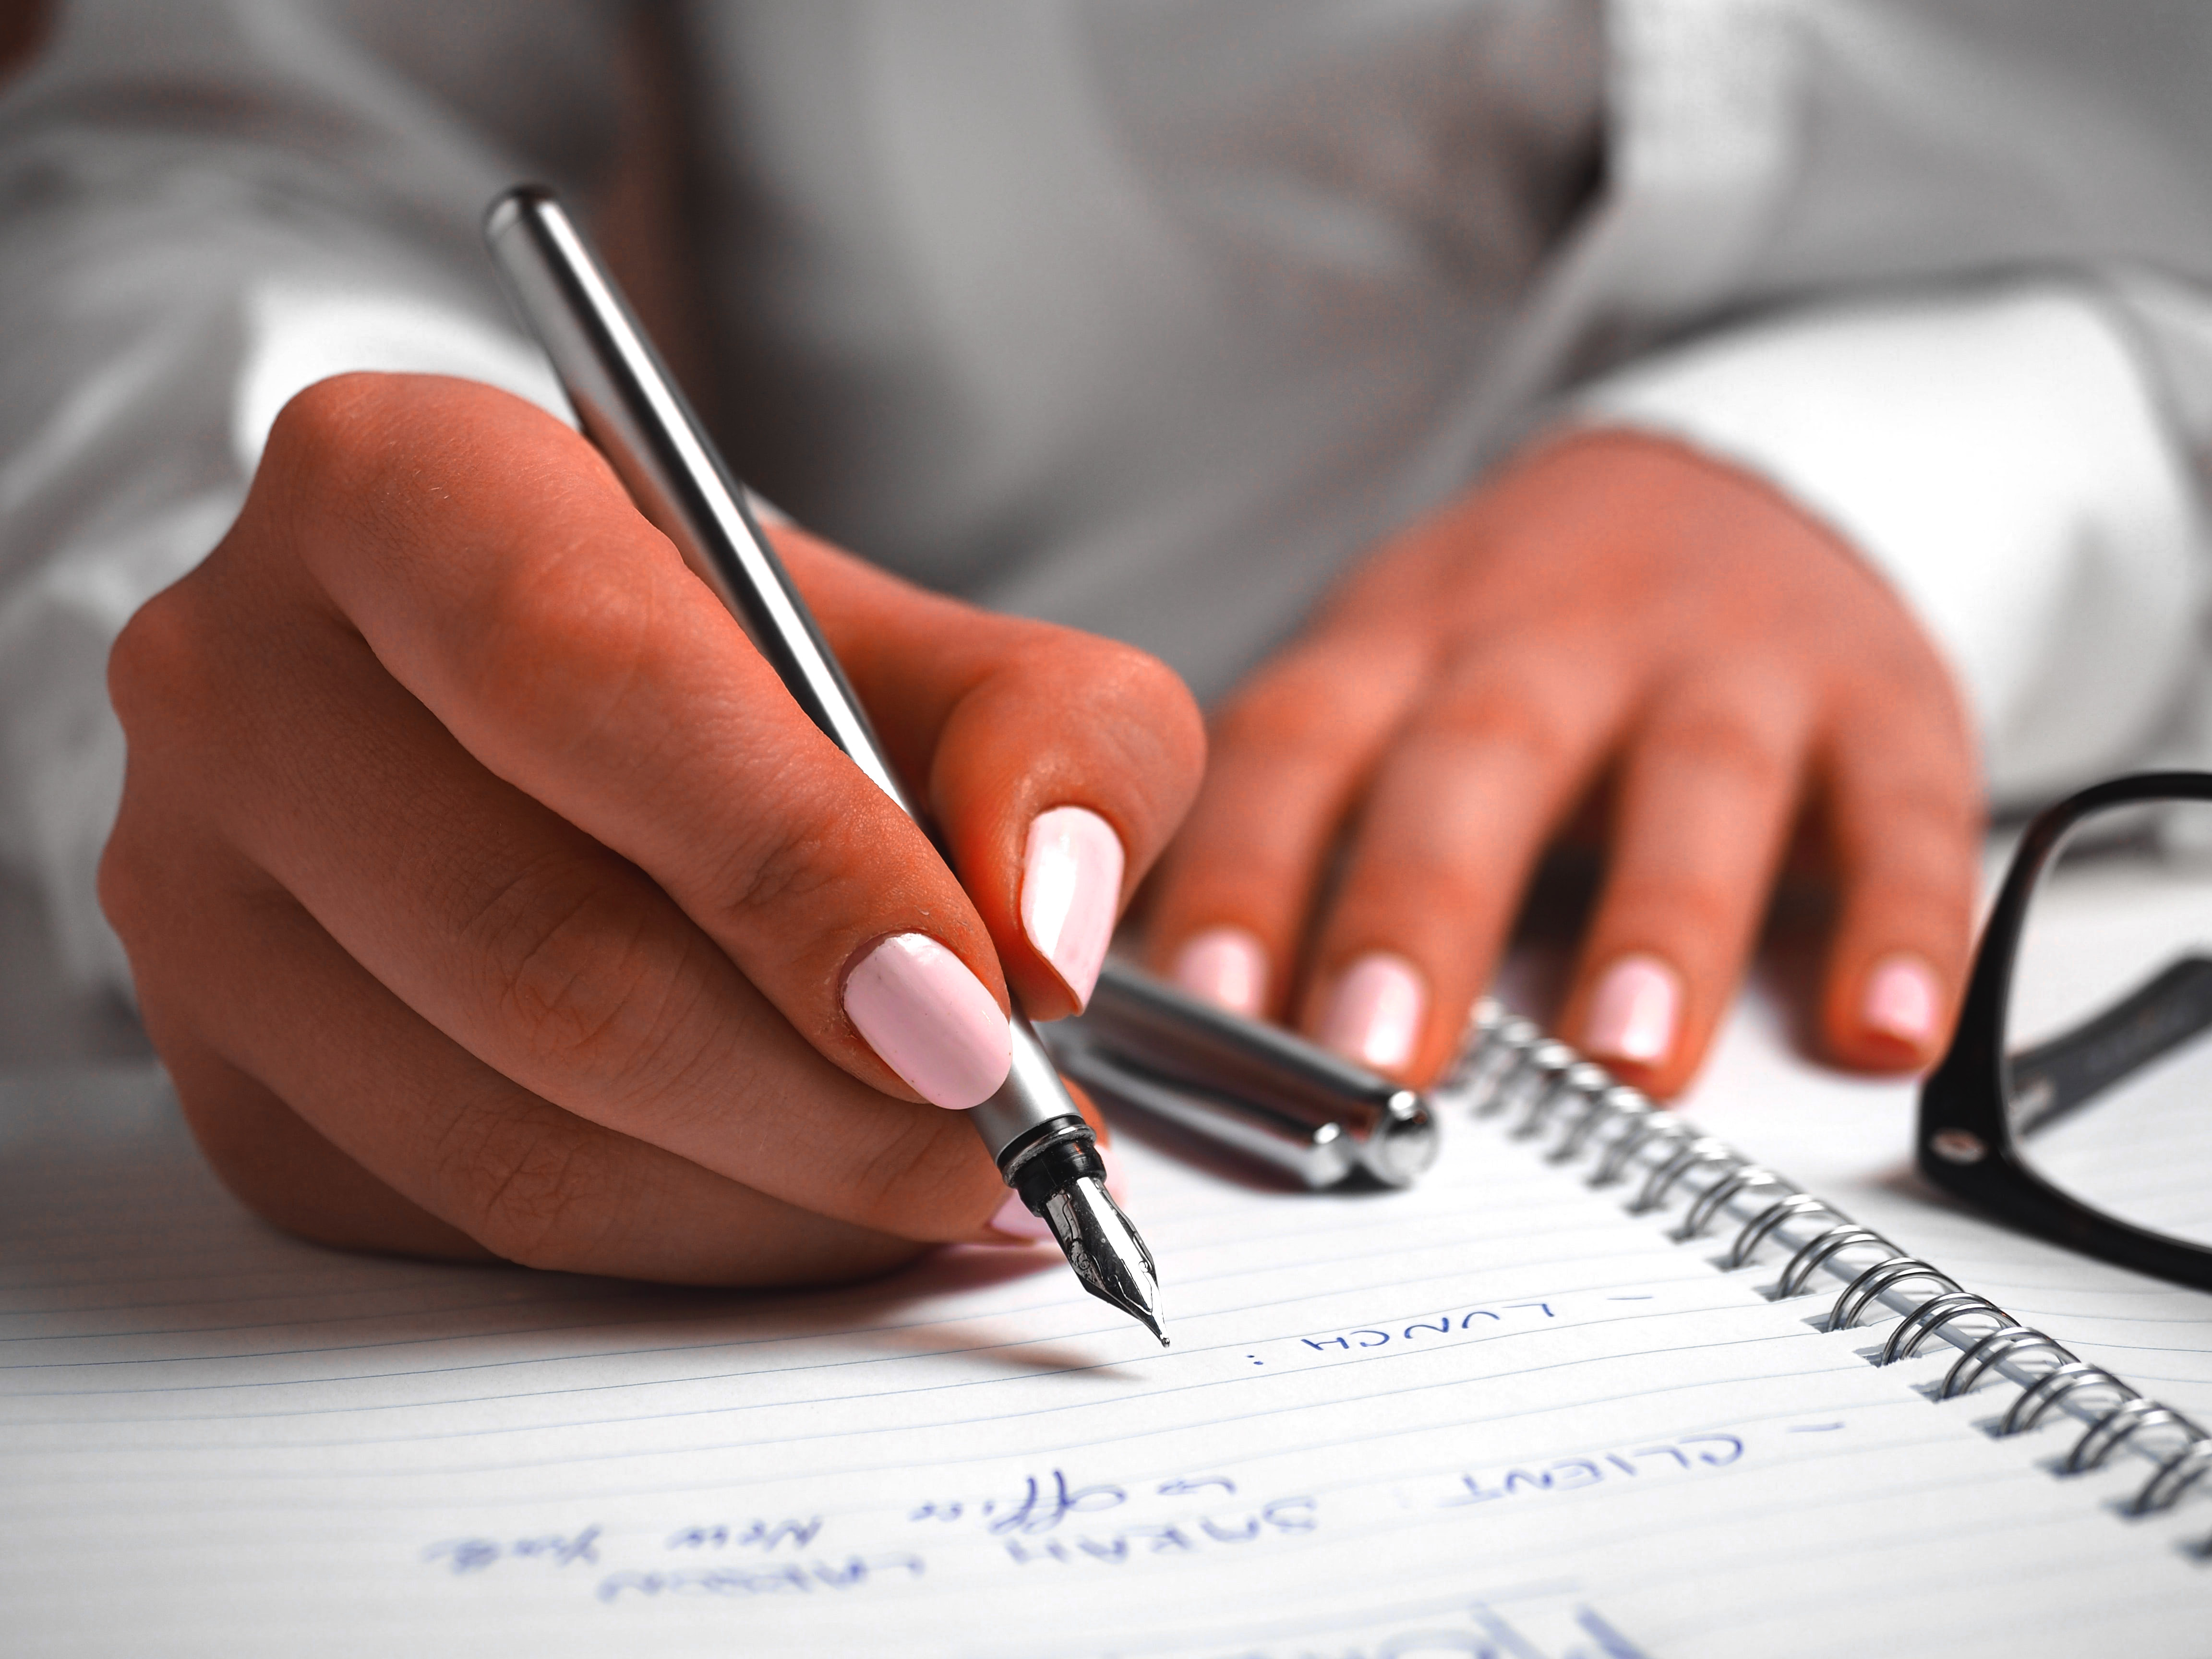 - CLIENT : SARAH LARSON
↳ Office New York
- LUNCH :